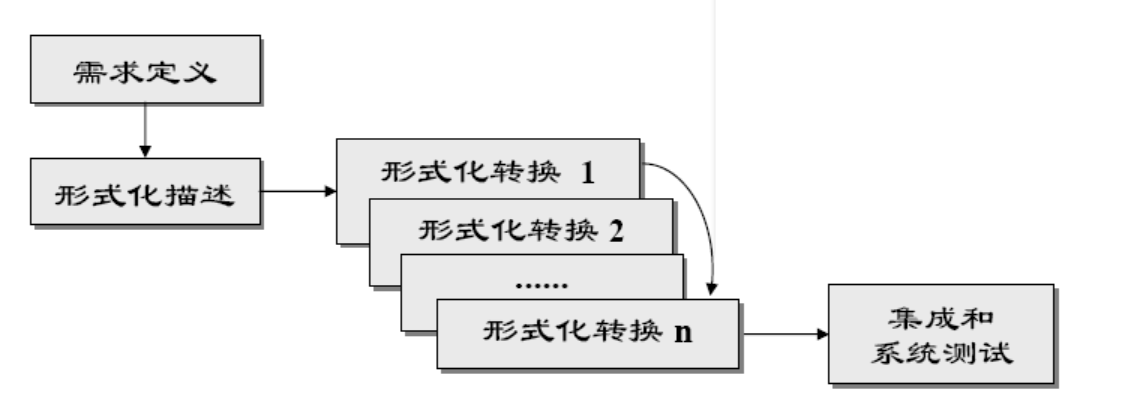 需求定义
形式化描述
形式化转换 1
形式化转换 2
......
形式化转换 n
集成和
系统测试